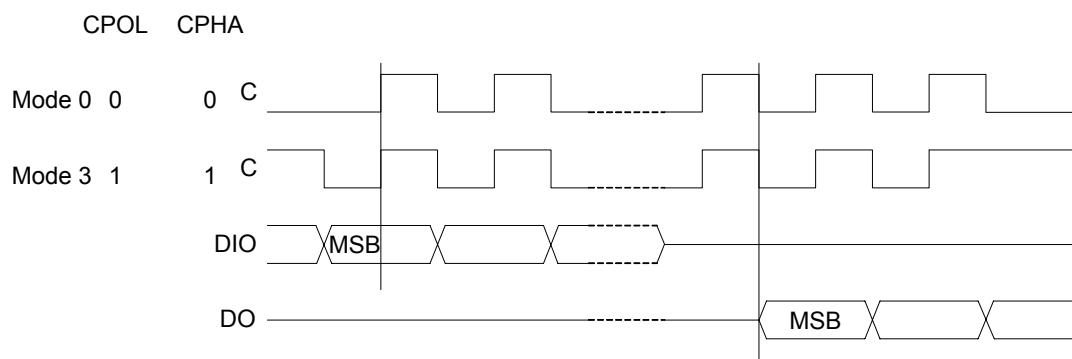 CPOL CPHA
Mode 0 0 0 C
Mode 3 1 1 C
DIO MSB
DO MSB